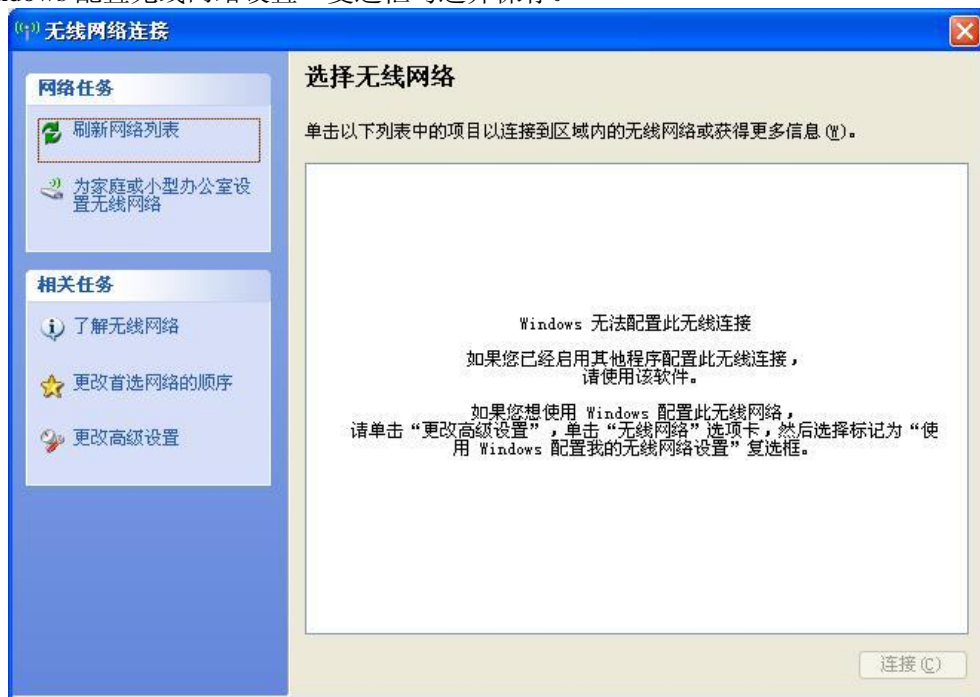 无线网络连接
网络任务
刷新网络列表
为家庭或小型办公室设
置无线网络
相关任务
了解无线网络
更改首选网络的顺序
更改高级设置
选择无线网络
单击以下列表中的项目以连接到区域内的无线网络或获得更多信息(W)。
Windows 无法配置此无线连接
如果您已经启用其他程序配置此无线连接，
请使用该软件。
如果您想使用 Windows 配置此无线网络，
请单击“更改高级设置”，单击“无线网络”选项卡，然后选择标记为“使
用 Windows 配置我的无线网络设置”复选框。
连接(C)